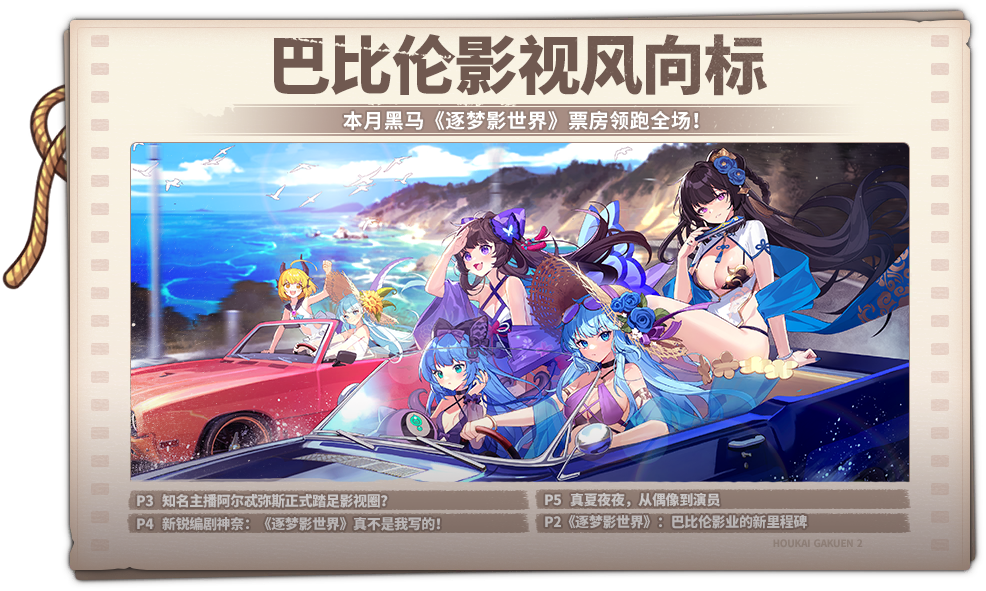 巴比伦影视风向标
本月黑马《逐梦影世界》票房领跑全场！
P3 知名主播阿尔忒弥斯正式踏足影视圈?
P5 真夏夜夜，从偶像到演员
P4 新锐编剧神奈：《逐梦影世界》真不是我写的！
P2《逐梦影世界》：巴比伦影业的新里程碑
HOUKAI GAKUEN 2